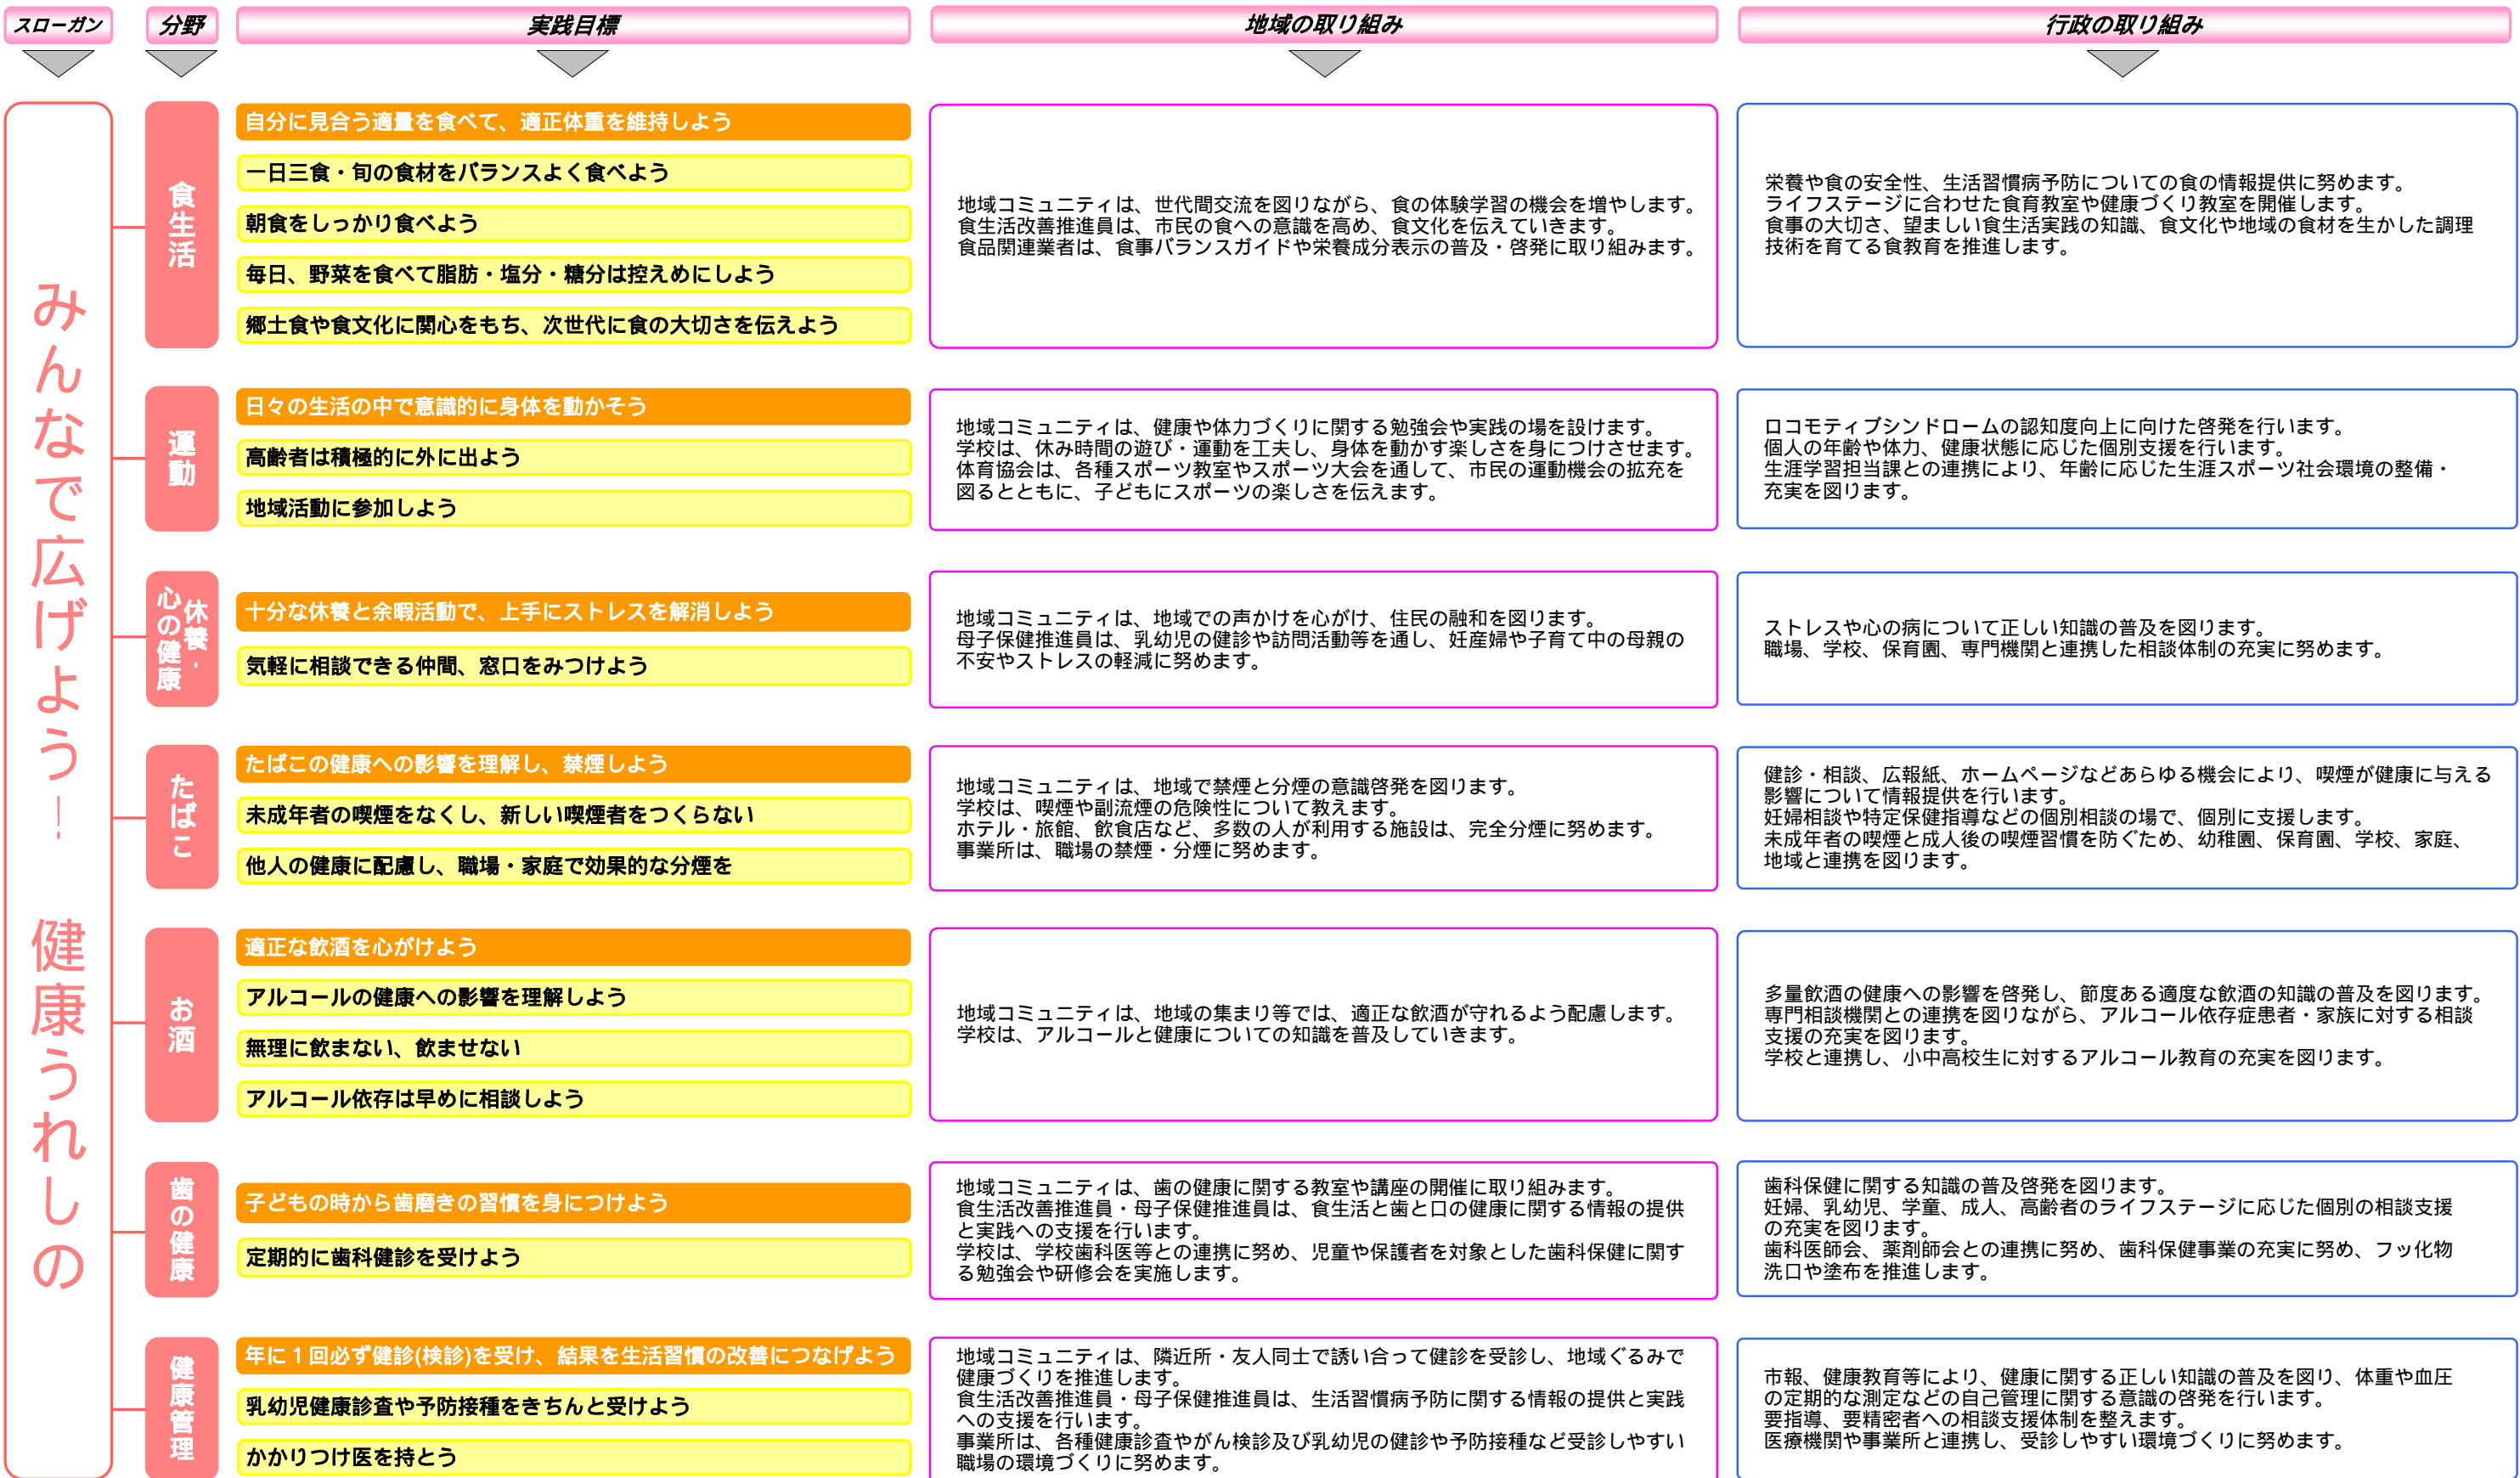 スローガン
分野
実践目標
地域の取り組み
行政の取り組み
みんなで広げよう！　健康うれしの
食生活
自分に見合う適量を食べて、適正体重を維持しよう
一日三食・旬の食材をバランスよく食べよう
朝食をしっかり食べよう
毎日、野菜を食べて脂肪・塩分・糖分は控えめにしよう
郷土食や食文化に関心をもち、次世代に食の大切さを伝えよう
地域コミュニティは、世代間交流を図りながら、食の体験学習の機会を増やします。
食生活改善推進員は、市民の食への意識を高め、食文化を伝えていきます。
食品関連業者は、食事バランスガイドや栄養成分表示の普及・啓発に取り組みます。
栄養や食の安全性、生活習慣病予防についての食の情報提供に努めます。
ライフステージに合わせた食育教室や健康づくり教室を開催します。
食事の大切さ、望ましい食生活実践の知識、食文化や地域の食材を生かした調理
技術を育てる食教育を推進します。
運動
日々の生活の中で意識的に身体を動かそう
高齢者は積極的に外に出よう
地域活動に参加しよう
地域コミュニティは、健康や体力づくりに関する勉強会や実践の場を設けます。
学校は、休み時間の遊び・運動を工夫し、身体を動かす楽しさを身につけさせます。
体育協会は、各種スポーツ教室やスポーツ大会を通して、市民の運動機会の拡充を
図るとともに、子どもにスポーツの楽しさを伝えます。
ロコモティブシンドロームの認知度向上に向けた啓発を行います。
個人の年齢や体力、健康状態に応じた個別支援を行います。
生涯学習担当課との連携により、年齢に応じた生涯スポーツ社会環境の整備・
充実を図ります。
休養・
心の健康
十分な休養と余暇活動で、上手にストレスを解消しよう
気軽に相談できる仲間、窓口をみつけよう
地域コミュニティは、地域での声かけを心がけ、住民の融和を図ります。
母子保健推進員は、乳幼児の健診や訪問活動等を通し、妊産婦や子育て中の母親の
不安やストレスの軽減に努めます。
ストレスや心の病について正しい知識の普及を図ります。
職場、学校、保育園、専門機関と連携した相談体制の充実に努めます。
たばこ
たばこの健康への影響を理解し、禁煙しよう
未成年者の喫煙をなくし、新しい喫煙者をつくらない
他人の健康に配慮し、職場・家庭で効果的な分煙を
地域コミュニティは、地域で禁煙と分煙の意識啓発を図ります。
学校は、喫煙や副流煙の危険性について教えます。
ホテル・旅館、飲食店など、多数の人が利用する施設は、完全分煙に努めます。
事業所は、職場の禁煙・分煙に努めます。
健診・相談、広報紙、ホームページなどあらゆる機会により、喫煙が健康に与える
影響について情報提供を行います。
妊婦相談や特定保健指導などの個別相談の場で、個別に支援します。
未成年者の喫煙と成人後の喫煙習慣を防ぐため、幼稚園、保育園、学校、家庭、
地域と連携を図ります。
お酒
適正な飲酒を心がけよう
アルコールの健康への影響を理解しよう
無理に飲まない、飲ませない
アルコール依存は早めに相談しよう
地域コミュニティは、地域の集まり等では、適正な飲酒が守れるよう配慮します。
学校は、アルコールと健康についての知識を普及していきます。
多量飲酒の健康への影響を啓発し、節度ある適度な飲酒の知識の普及を図ります。
専門相談機関との連携を図りながら、アルコール依存症患者・家族に対する相談
支援の充実を図ります。
学校と連携し、小中高校生に対するアルコール教育の充実を図ります。
歯の健康
子どもの時から歯磨きの習慣を身につけよう
定期的に歯科健診を受けよう
地域コミュニティは、歯の健康に関する教室や講座の開催に取り組みます。
食生活改善推進員・母子保健推進員は、食生活と歯と口の健康に関する情報の提供
と実践への支援を行います。
学校は、学校歯科医等との連携に努め、児童や保護者を対象とした歯科保健に関す
る勉強会や研修会を実施します。
歯科保健に関する知識の普及啓発を図ります。
妊婦、乳幼児、学童、成人、高齢者のライフステージに応じた個別の相談支援
の充実を図ります。
歯科医師会、薬剤師会との連携に努め、歯科保健事業の充実に努め、フッ化物
洗口や塗布を推進します。
健康管理
年に１回必ず健診(検診)を受け、結果を生活習慣の改善につなげよう
乳幼児健康診査や予防接種をきちんと受けよう
かかりつけ医を持とう
地域コミュニティは、隣近所・友人同士で誘い合って健診を受診し、地域ぐるみで
健康づくりを推進します。
食生活改善推進員・母子保健推進員は、生活習慣病予防に関する情報の提供と実践
への支援を行います。
事業所は、各種健康診査やがん検診及び乳幼児の健診や予防接種など受診しやすい
職場の環境づくりに努めます。
市報、健康教育等により、健康に関する正しい知識の普及を図り、体重や血圧
の定期的な測定などの自己管理に関する意識の啓発を行います。
要指導、要精密者への相談支援体制を整えます。
医療機関や事業所と連携し、受診しやすい環境づくりに努めます。